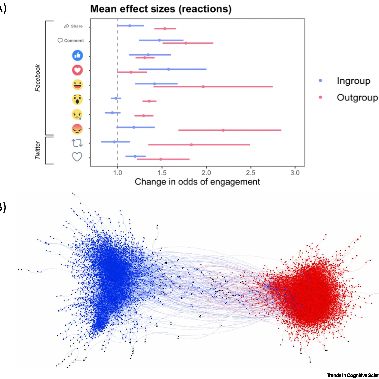 A)
Mean effect sizes (reactions)
Share
Comment
Facebook
Twitter
Ingroup
Outgroup
1.0 1.5 2.0 2.5 3.0
Change in odds of engagement
B)
Trends in Cognitive Scien